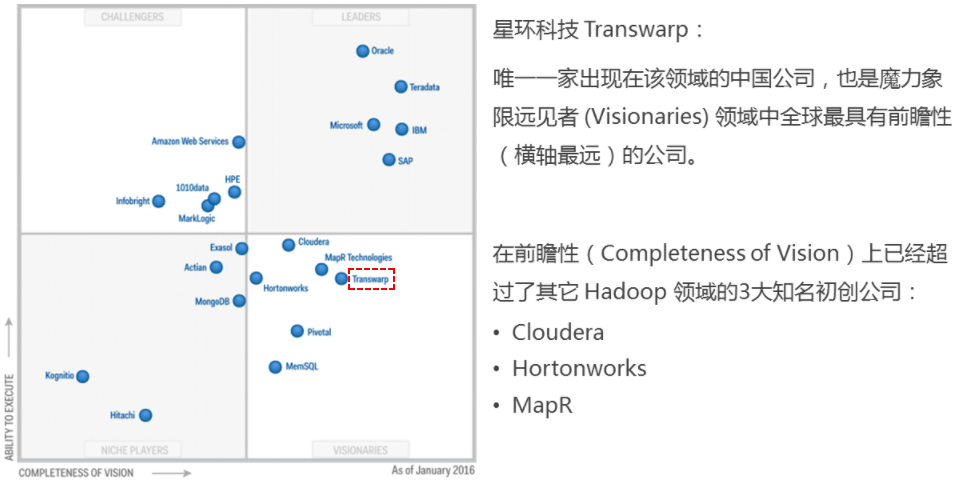 CHALLENGERS
LEADERS
Oracle
Teradata
Microsoft
IBM
SAP
Amazon Web Services
HPE
1010data
Infobright
MarkLogic
Exasol
Cloudera
MapR Technologies
Actian
Transwarp
Hortonworks
MongoDB
Pivotal
MemSQL
Kognitio
Hitachi
NICHE PLAYERS
VISIONARIES
ABILITY TO EXECUTE
COMPLETENESS OF VISION
As of January 2016
星环科技 Transwarp：
唯一一家出现在该领域的中国公司，也是魔力象
限远见者 (Visionaries) 领域中全球最具有前瞻性
（横轴最远）的公司。
在前瞻性（Completeness of Vision）上已经超
过了其它 Hadoop 领域的3大知名初创公司：
• Cloudera
• Hortonworks
• MapR